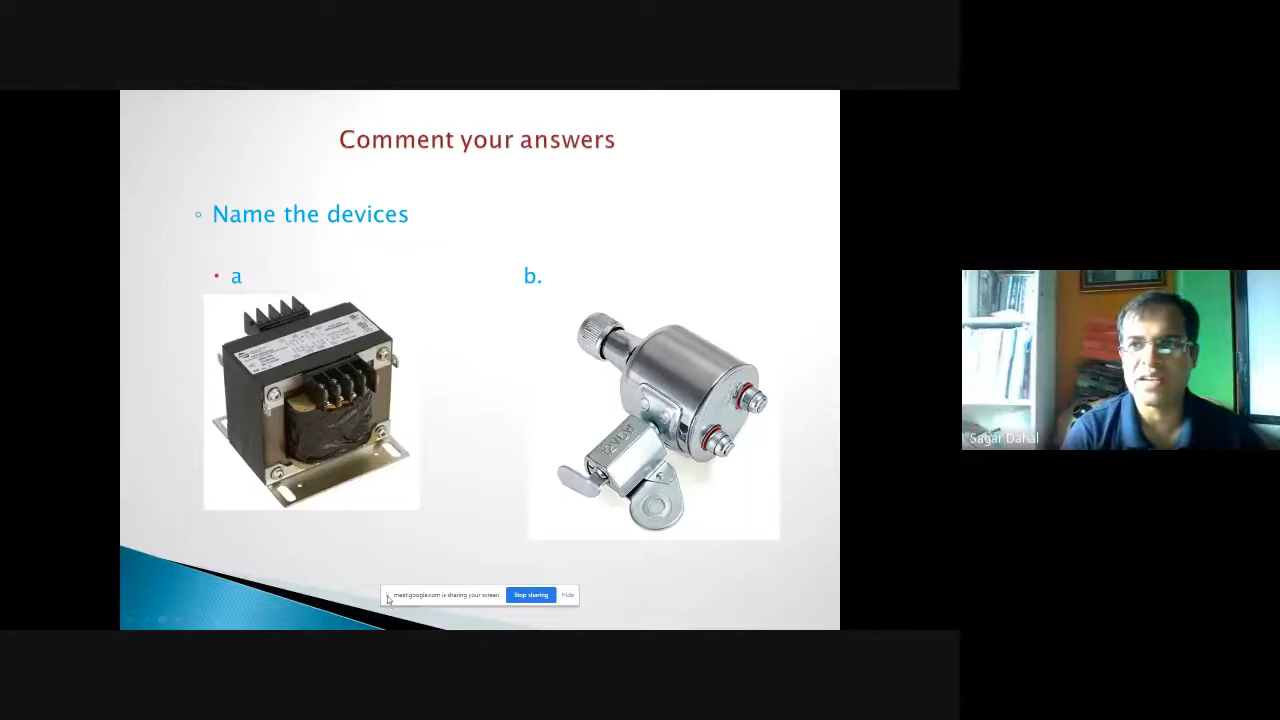 Comment your answers
Name the devices
a
b.
Sagar Dahal
meet.google.com is sharing your screen.
Stop sharing
Hide